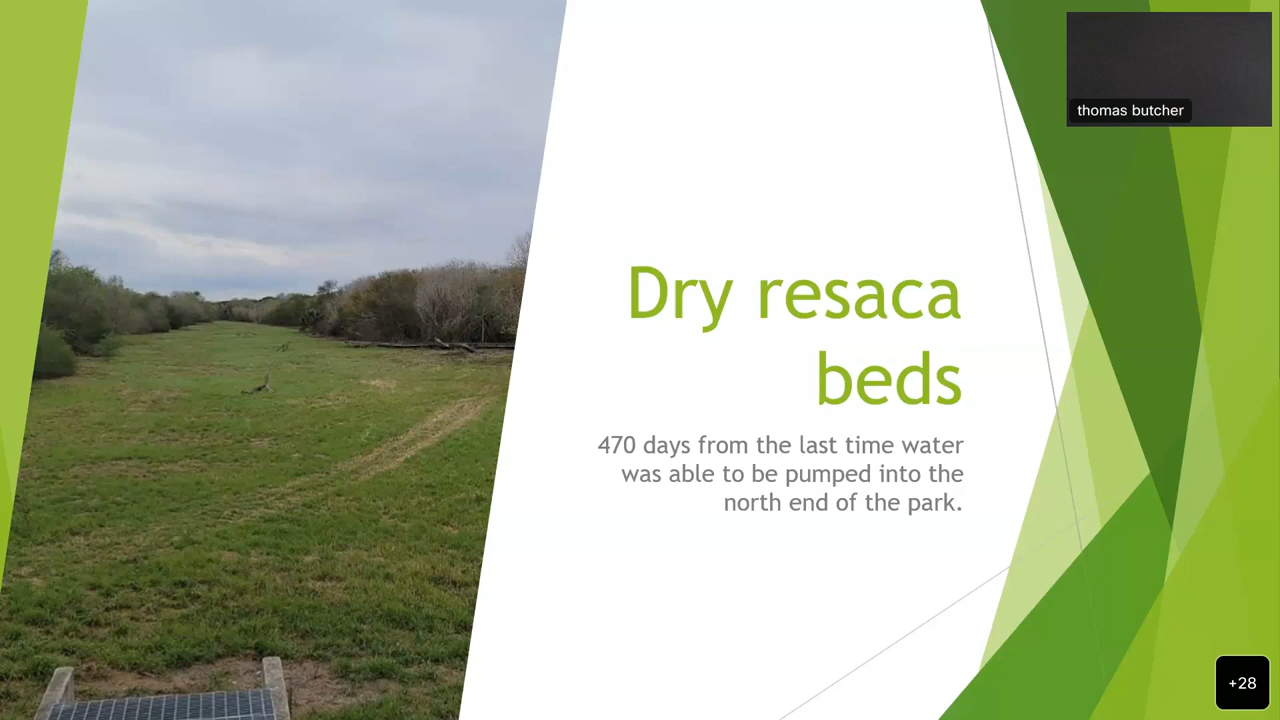 thomas butcher
Dry resaca
beds
470 days from the last time water
was able to be pumped into the
north end of the park.
+28